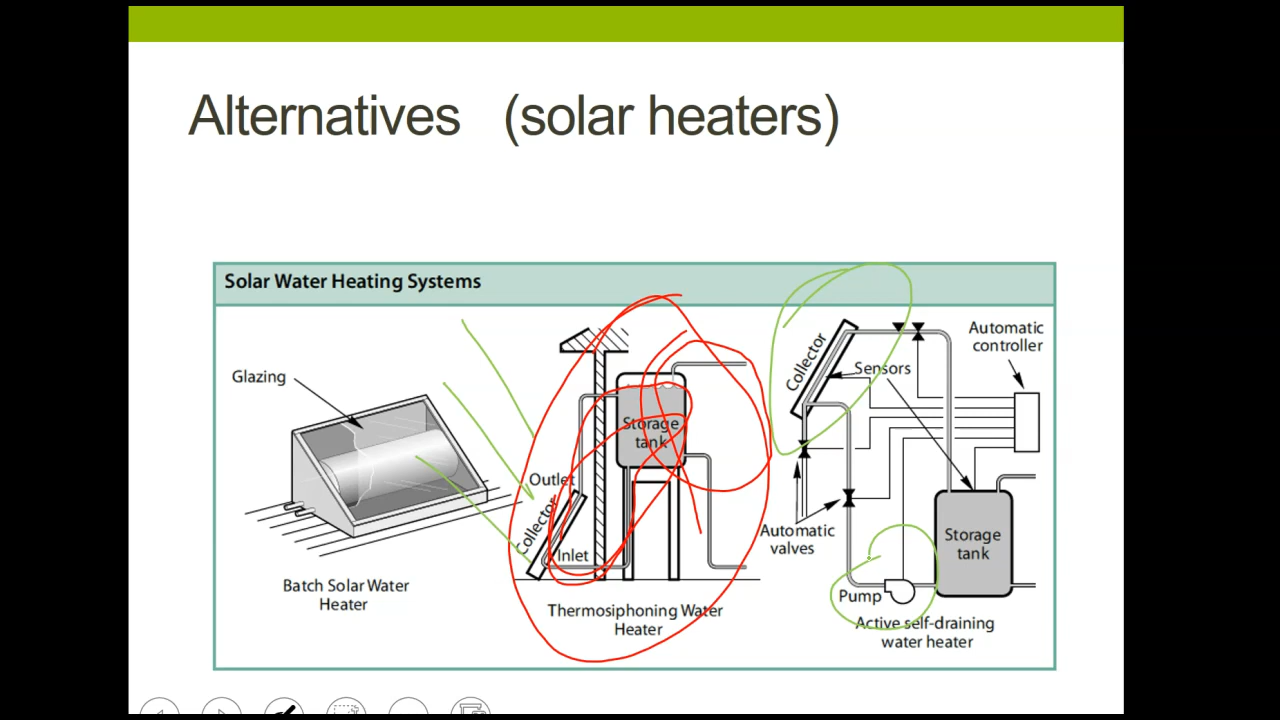 Alternatives (solar heaters)
Solar Water Heating Systems
Glazing
Batch Solar Water
Heater
Storage
tank
Outlet
Collector
Inlet
Thermosiphoning Water
Heater
Collector
Sensors
Automatic
controller
Automatic
valves
Pump
Storage
tank
Active self-draining
water heater